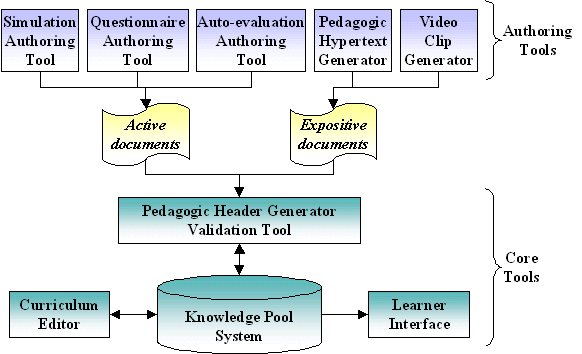 Simulation
Authoring
Tool
Questionnaire
Authoring
Tool
Auto-evaluation
Authoring
Tool
Pedagogic
Hypertext
Generator
Video
Clip
Generator
Authoring
Tools
Active
documents
Expositive
documents
Pedagogic Header Generator
Validation Tool
Core
Tools
Curriculum
Editor
Knowledge Pool
System
Learner
Interface